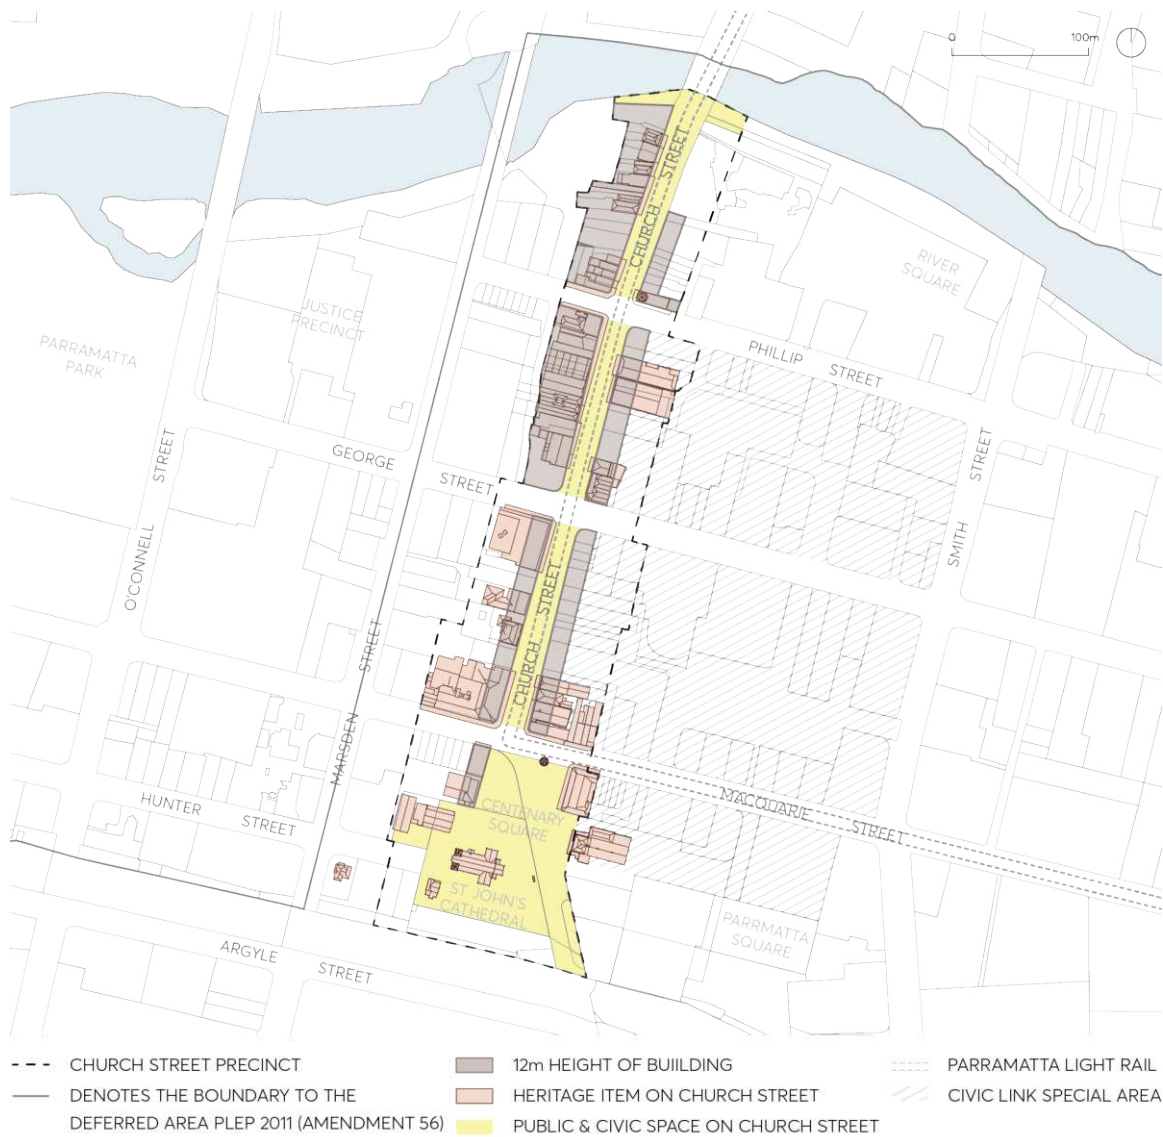 0 100m
CHURCH STREET
CHURCH STREET
RIVER
SQUARE
JUSTICE
PRECINCT
PARRAMATTA
PARK
PHILLIP STREET
GEORGE STREET
O'CONNELL STREET
SMITH STREET
CHURCH STREET
MARSDEN STREET
MACQUARIE STREET
HUNTER STREET
CENTENARY
SQUARE
ST JOHN'S
CATHEDRAL
PARRMATTA
SQUARE
ARGYLE STREET
CHURCH STREET PRECINCT
DENOTES THE BOUNDARY TO THE
DEFERRED AREA PLEP 2011 (AMENDMENT 56)
12m HEIGHT OF BUIILDING
HERITAGE ITEM ON CHURCH STREET
PUBLIC & CIVIC SPACE ON CHURCH STREET
PARRAMATTA LIGHT RAIL
CIVIC LINK SPECIAL AREA